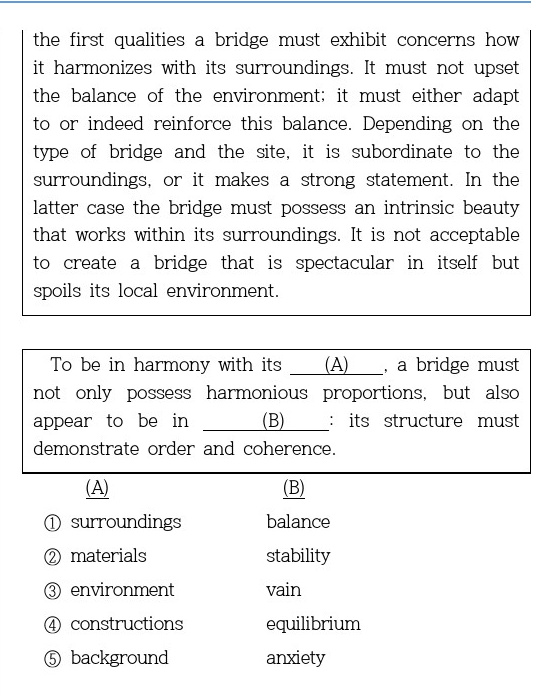 the first qualities a bridge must exhibit concerns how
it harmonizes with its surroundings. It must not upset
the balance of the environment; it must either adapt
to or indeed reinforce this balance. Depending on the
type of bridge and the site, it is subordinate to the
surroundings, or it makes a strong statement. In the
latter case the bridge must possess an intrinsic beauty
that works within its surroundings. It is not acceptable
to create a bridge that is spectacular in itself but
spoils its local environment.
To be in harmony with its ___(A)___, a bridge must
not only possess harmonious proportions, but also
appear to be in ______(B)____: its structure must
demonstrate order and coherence.
(A) (B)
① surroundings balance
② materials stability
③ environment vain
④ constructions equilibrium
⑤ background anxiety